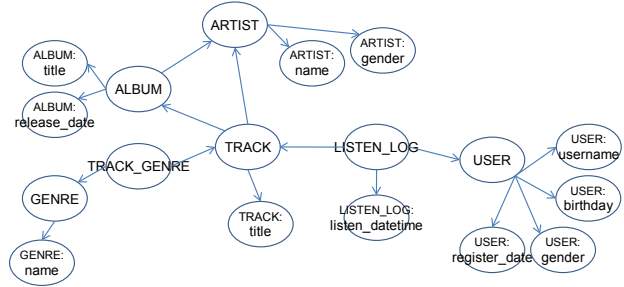 ARTIST
ARTIST:
name
ARTIST:
gender
ALBUM:
title
ALBUM
ALBUM:
release_date
TRACK
LISTEN_LOG
USER
USER:
username
USER:
birthday
TRACK_GENRE
GENRE
TRACK:
title
LISTEN_LOG:
listen_datetime
USER:
register_date
USER:
gender
GENRE:
name